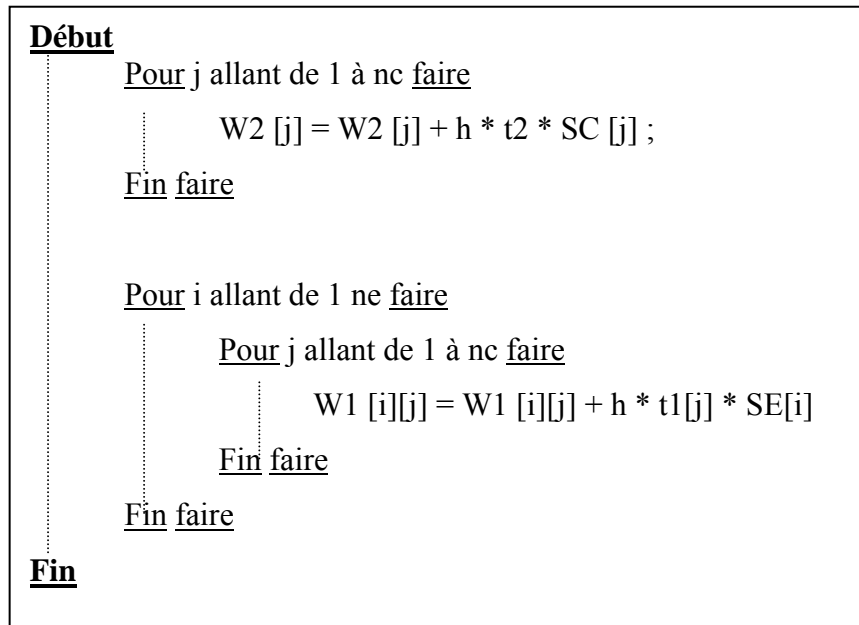 Début
Pour j allant de 1 à nc faire
W2 [j] = W2 [j] + h * t2 * SC [j] ;
Fin faire
Pour i allant de 1 ne faire
Pour j allant de 1 à nc faire
W1 [i][j] = W1 [i][j] + h * t1[j] * SE[i]
Fin faire
Fin faire
Fin